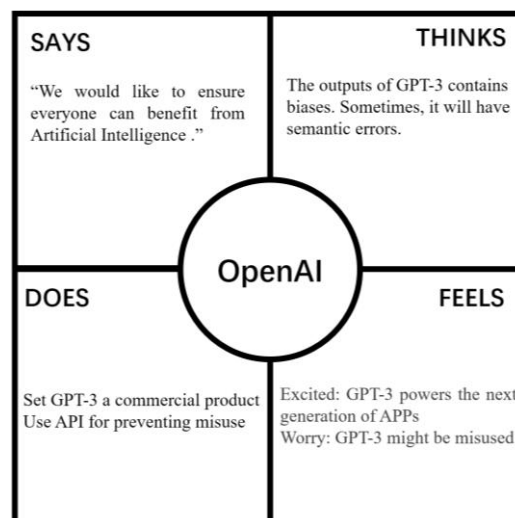 SAYS
“We would like to ensure
everyone can benefit from
Artificial Intelligence .”
THINKS
The outputs of GPT-3 contains
biases. Sometimes, it will have
semantic errors.
OpenAI
DOES
Set GPT-3 a commercial product
Use API for preventing misuse
FEELS
Excited: GPT-3 powers the next
generation of APPs
Worry: GPT-3 might be misused